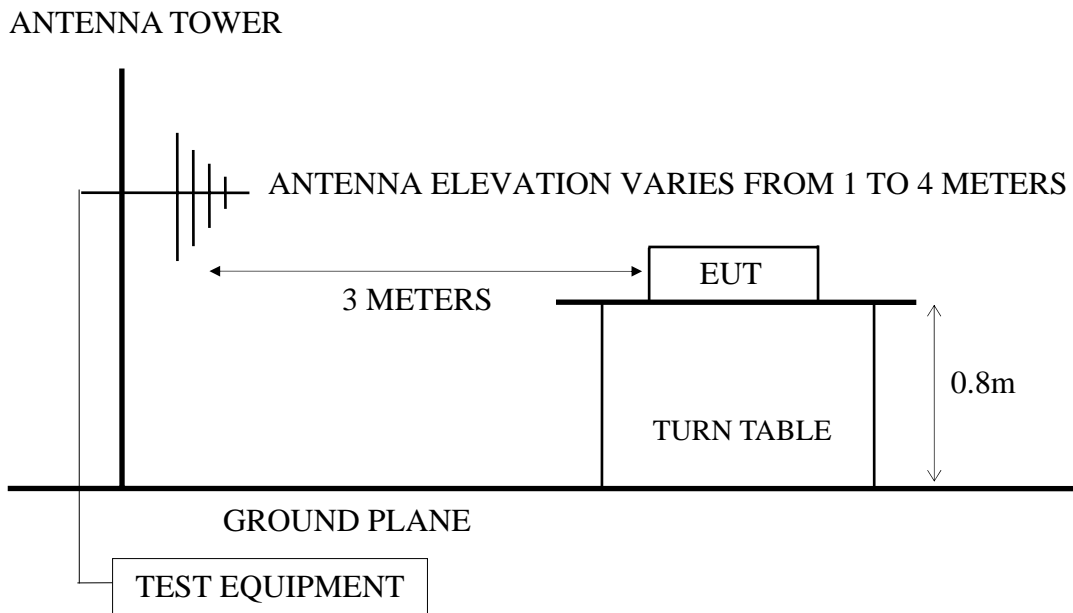 ANTENNA TOWER
ANTENNA ELEVATION VARIES FROM 1 TO 4 METERS
EUT
3 METERS
0.8m
TURN TABLE
GROUND PLANE
TEST EQUIPMENT